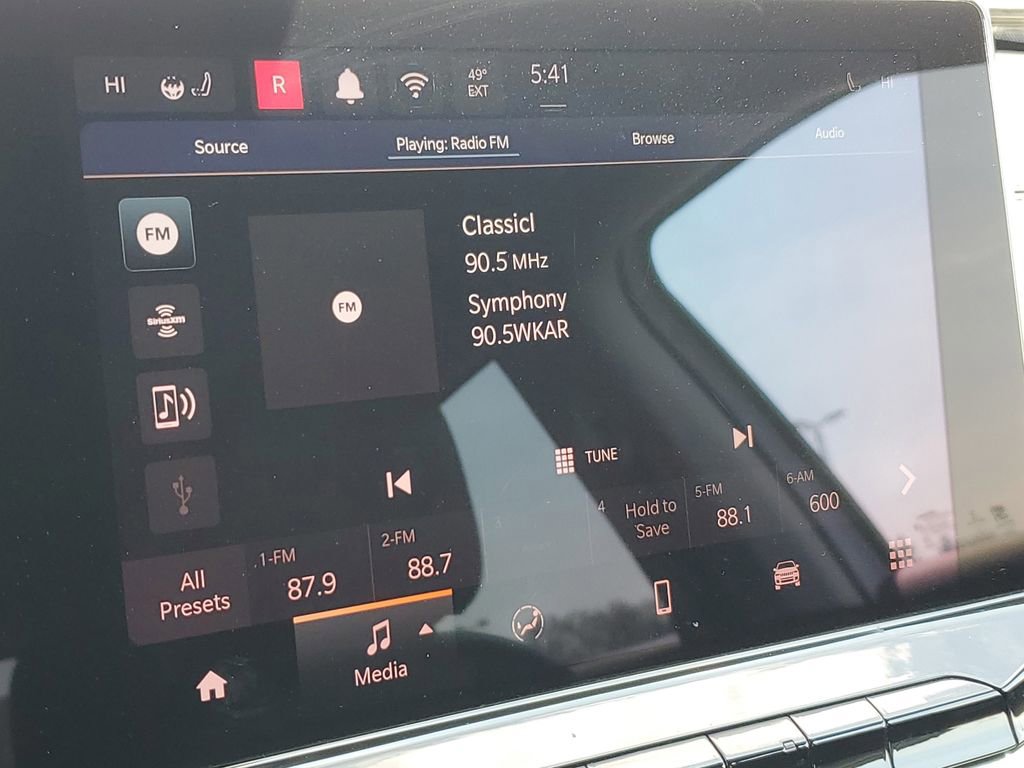 HI
R
49°
EXT
5:41
HI
Source
Playing: Radio FM
Browse
Audio
FM
siriusxm
FM
Classicl
90.5 MHz
Symphony
90.5WKAR
TUNE
All
Presets
1-FM
87.9
2-FM
88.7
3
4
Hold to
Save
5-FM
88.1
6-AM
600
Media